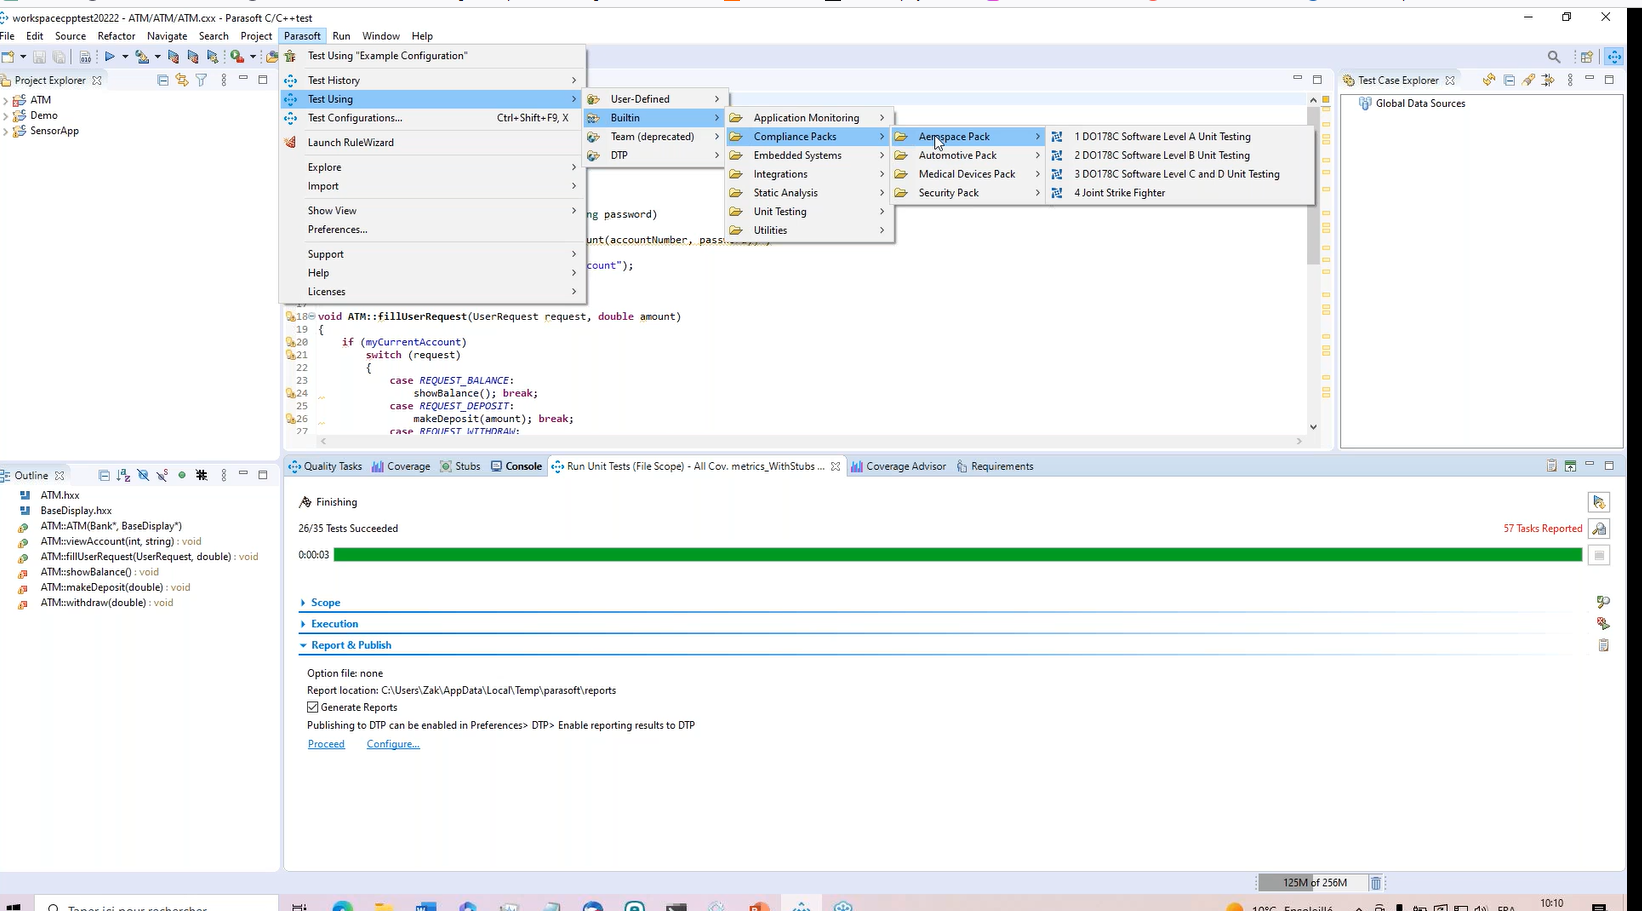 workspacecpptest20222 - ATM/ATM/ATM.cxx - Parasoft C/C++test
File Edit Source Refactor Navigate Search Project Parasoft Run Window Help
Project Explorer
ATM
Demo
SensorApp
Test Using "Example Configuration"
Test History
Test Using
Test Configurations... Ctrl+Shift+F9, X
Launch RuleWizard
Explore
Import
Show View
Preferences...
Support
Help
Licenses
User-Defined
Builtin
Team (deprecated)
DTP
Application Monitoring
Compliance Packs
Embedded Systems
Integrations
Static Analysis
Unit Testing
Utilities
Aerospace Pack
Automotive Pack
Medical Devices Pack
Security Pack
1 DO178C Software Level A Unit Testing
2 DO178C Software Level B Unit Testing
3 DO178C Software Level C and D Unit Testing
4 Joint Strike Fighter
Test Case Explorer
Global Data Sources
ng password)
unt(accountNumber, password))
count");
18 void ATM::fillUserRequest(UserRequest request, double amount)
19 {
20 if (myCurrentAccount)
21 switch (request)
22 {
23 case REQUEST_BALANCE:
24 showBalance(); break;
25 case REQUEST_DEPOSIT:
26 makeDeposit(amount); break;
27 case REQUEST_WITHDRAW:
Outline
ATM.hxx
BaseDisplay.hxx
ATM::ATM(Bank*, BaseDisplay*)
ATM::viewAccount(int, string) : void
ATM::fillUserRequest(UserRequest, double) : void
ATM::showBalance() : void
ATM::makeDeposit(double) : void
ATM::withdraw(double) : void
Quality Tasks Coverage Stubs Console Run Unit Tests (File Scope) - All Cov. metrics_WithStubs ... Coverage Advisor Requirements
Finishing
26/35 Tests Succeeded 57 Tasks Reported
0:00:03
Scope
Execution
Report & Publish
Option file: none
Report location: C:\Users\Zak\AppData\Local\Temp\parasoft\reports
Generate Reports
Publishing to DTP can be enabled in Preferences> DTP> Enable reporting results to DTP
Proceed Configure...
125M of 256M
Taper ici pour rechercher
10°C Ensoleillé
FRA
10:10